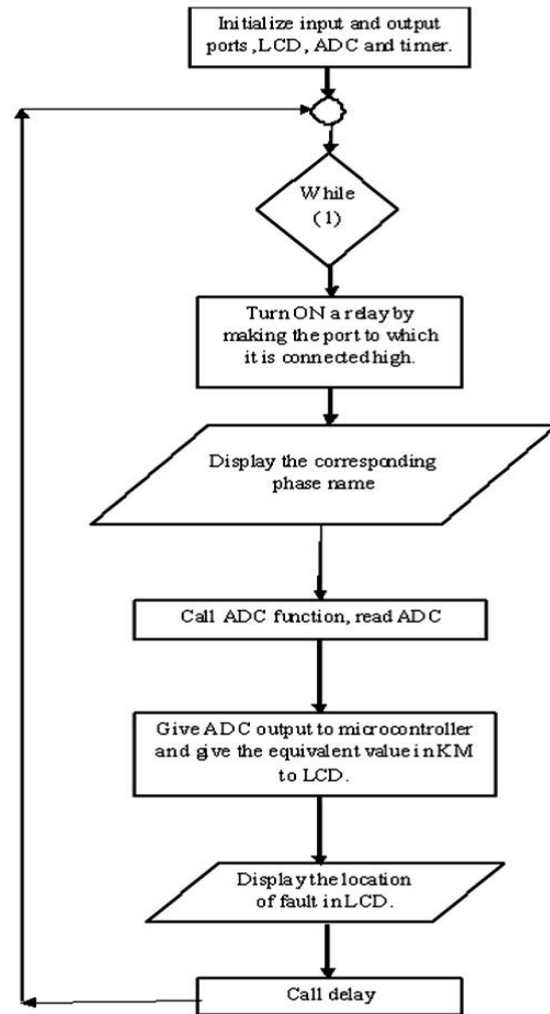 Initialize input and output
ports ,LCD, ADC and timer.
While
(1)
Turn ON a relay by
making the port to which
it is connected high.
Display the corresponding
phase name
Call ADC function, read ADC
Give ADC output to microcontroller
and give the equivalent value in KM
to LCD.
Display the location
of fault in LCD.
Call delay